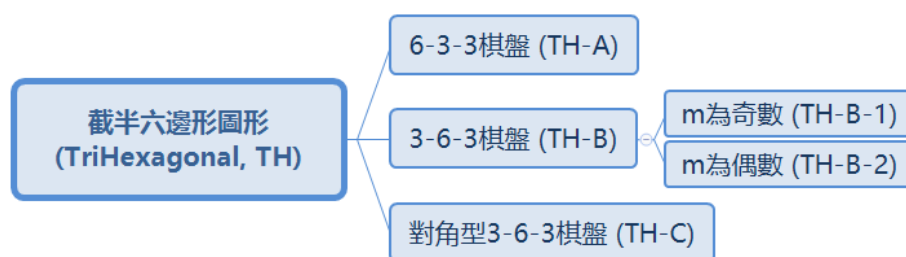 截半六邊形圖形
(TriHexagonal, TH)
6-3-3棋盤 (TH-A)
3-6-3棋盤 (TH-B)
m為奇數 (TH-B-1)
m為偶數 (TH-B-2)
對角型3-6-3棋盤 (TH-C)